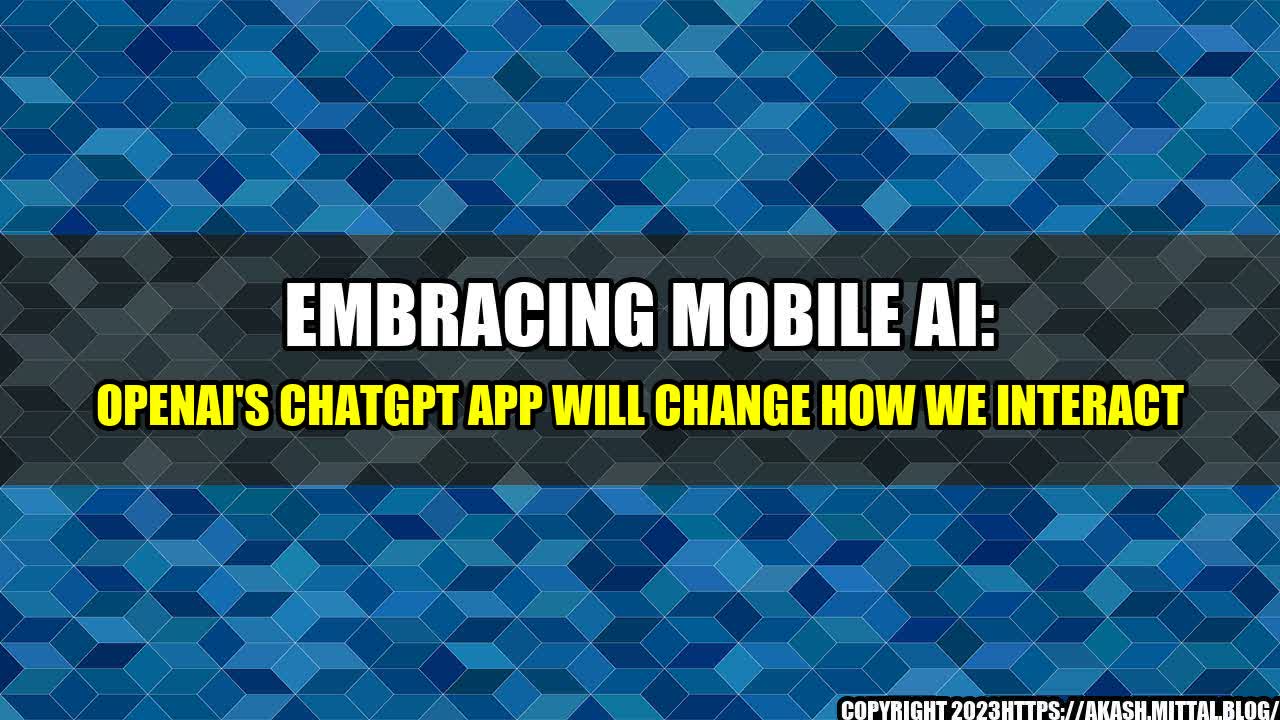 EMBRACING MOBILE AI:
OPENAI'S CHATGPT APP WILL CHANGE HOW WE INTERACT
COPYRIGHT 2023HTTPS://AKASH.MITTAL.BLOG/